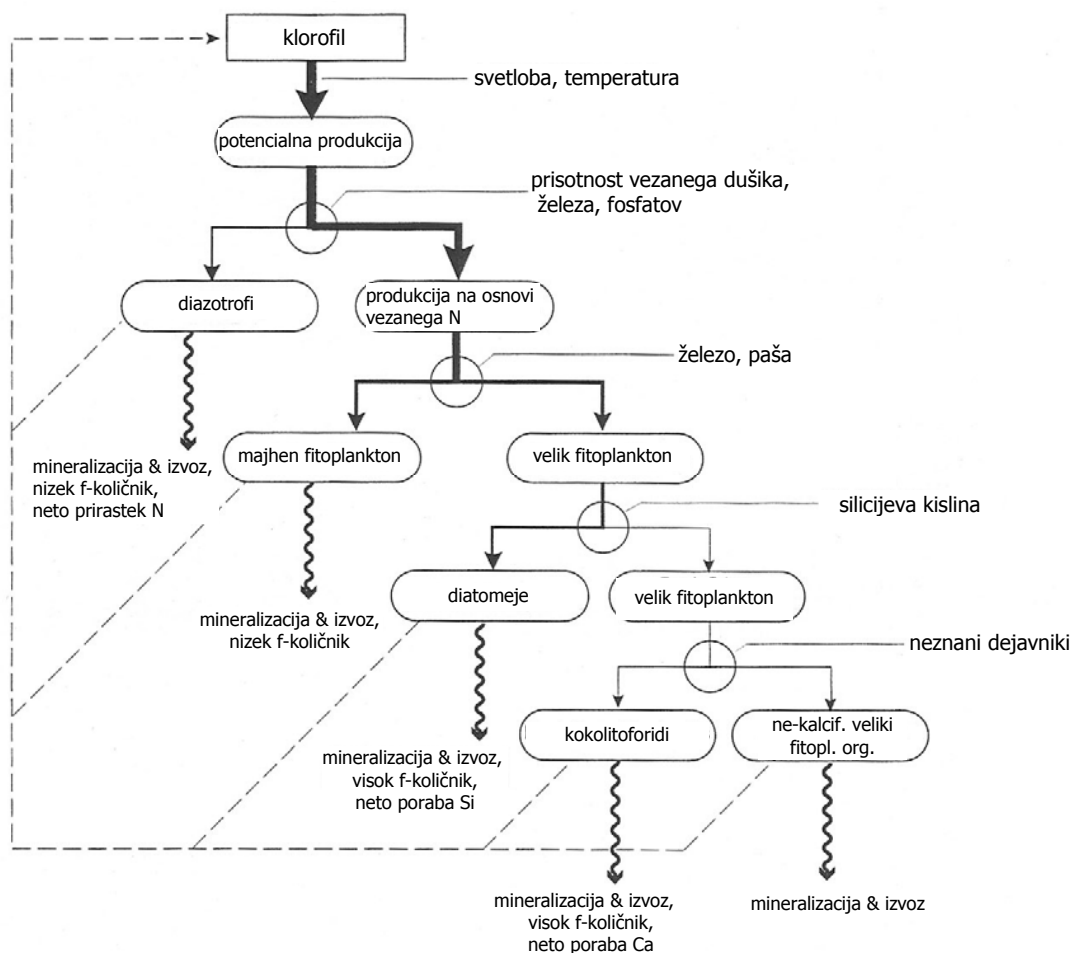 klorofil
svetloba, temperatura
potencialna produkcija
prisotnost vezanega dušika,
železa, fosfatov
diazotrofi
produkcija na osnovi
vezanega N
železo, paša
mineralizacija & izvoz,
nizek f-količnik,
neto prirastek N
majhen fitoplankton
velik fitoplankton
silicijeva kislina
mineralizacija & izvoz,
nizek f-količnik
diatomeje
velik fitoplankton
neznani dejavniki
mineralizacija & izvoz,
visok f-količnik,
neto poraba Si
kokolitoforidi
ne-kalcif. veliki
fitopl. org.
mineralizacija & izvoz,
visok f-količnik,
neto poraba Ca
mineralizacija & izvoz